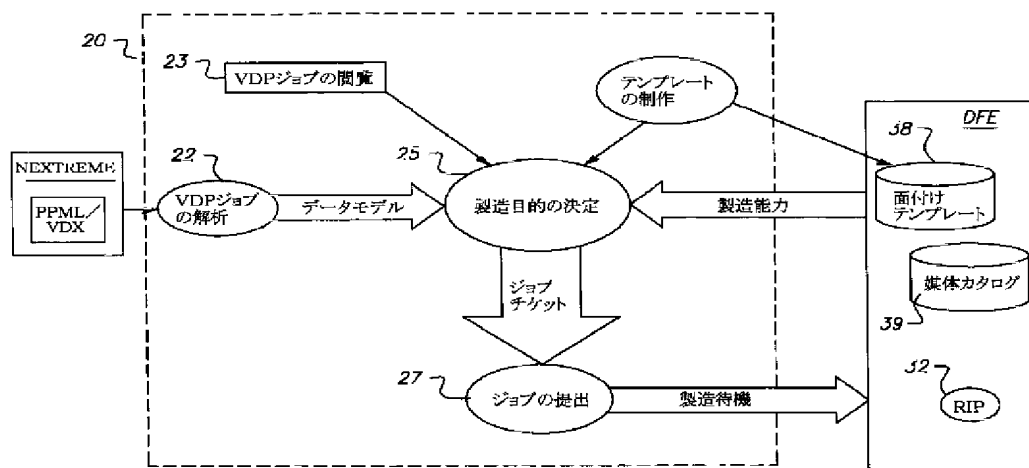 20
23
VDPジョブの閲覧
テンプレート
の制作
DFE
38
NEXTREME
PPML/
VDX
22
VDPジョブ
の解析
データモデル
25
製造目的の決定
製造能力
面付け
テンプレート
媒体カタログ
39
ジョブ
チケット
27
ジョブの提出
製造待機
32
RIP